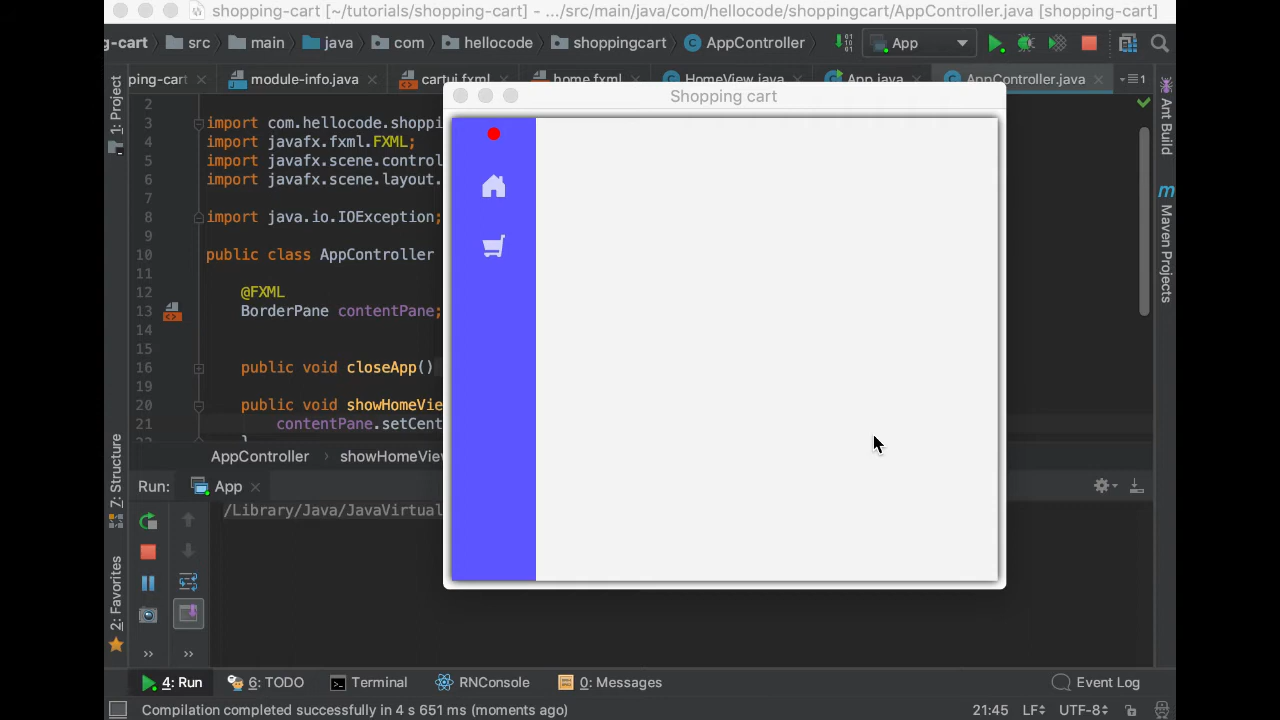 shopping-cart [~/tutorials/shopping-cart] - .../src/main/java/com/hellocode/shoppingcart/AppController.java [shopping-cart]
g-cart src main java com hellocode shoppingcart AppController App
ping-cart module-info.java cartui.fxml home.fxml HomeView.java App.java AppController.java 1
Shopping cart
1: Project
Z: Structure
2: Favorites
Ant Build
Maven Projects
2
3 import com.hellocode.shoppi
4 import javafx.fxml.FXML;
5 import javafx.scene.control
6 import javafx.scene.layout.
7
8 import java.io.IOException;
9
10 public class AppController
11
12 @FXML
13 BorderPane contentPane;
14
15
16 public void closeApp()
19
20 public void showHomeVie
21 contentPane.setCent
22 }
AppController showHomeView
Run: App
/Library/Java/JavaVirtual
4: Run 6: TODO Terminal RNConsole 0: Messages Event Log
Compilation completed successfully in 4 s 651 ms (moments ago) 21:45 LF UTF-8